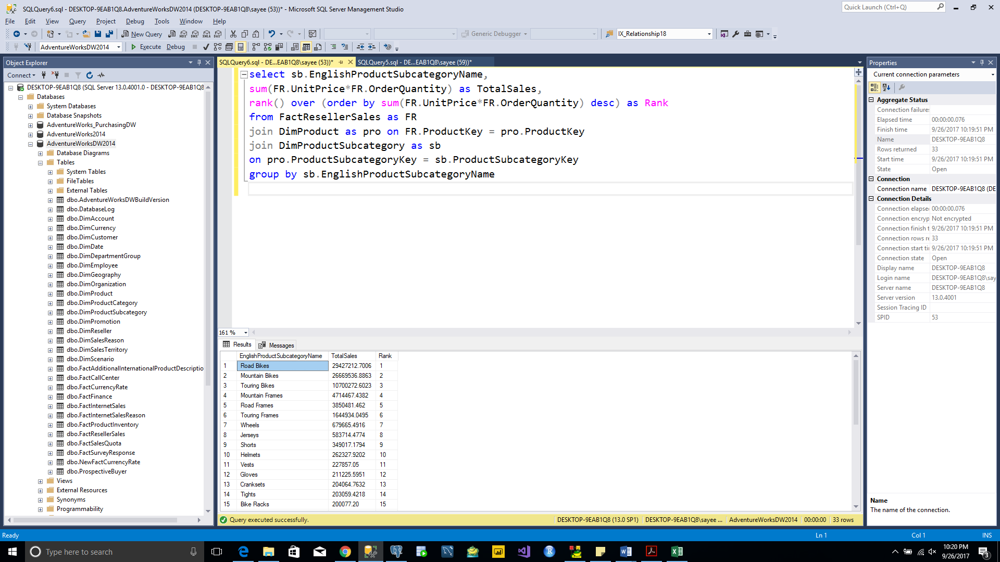 SQLQuery6.sql - DESKTOP-9EAB1Q8.AdventureWorksDW2014 (DESKTOP-9EAB1Q8\sayee (53))* - Microsoft SQL Server Management Studio
Quick Launch (Ctrl+Q)
File Edit View Query Project Debug Tools Window Help
New Query
Generic Debugger
IX_Relationship18
AdventureWorksDW2014
Execute Debug
Object Explorer
Connect
DESKTOP-9EAB1Q8 (SQL Server 13.0.4001.0 - DESKTOP-9EAB1Q8
Databases
System Databases
Database Snapshots
AdventureWorks_PurchasingDW
AdventureWorks2014
AdventureWorksDW2014
Database Diagrams
Tables
System Tables
FileTables
External Tables
dbo.AdventureWorksDWBuildVersion
dbo.DatabaseLog
dbo.DimAccount
dbo.DimCurrency
dbo.DimCustomer
dbo.DimDate
dbo.DimDepartmentGroup
dbo.DimEmployee
dbo.DimGeography
dbo.DimOrganization
dbo.DimProduct
dbo.DimProductCategory
dbo.DimProductSubcategory
dbo.DimPromotion
dbo.DimReseller
dbo.DimSalesReason
dbo.DimSalesTerritory
dbo.DimScenario
dbo.FactAdditionalInternationalProductDescriptio
dbo.FactCallCenter
dbo.FactCurrencyRate
dbo.FactFinance
dbo.FactInternetSales
dbo.FactInternetSalesReason
dbo.FactProductInventory
dbo.FactResellerSales
dbo.FactSalesQuota
dbo.FactSurveyResponse
dbo.NewFactCurrencyRate
dbo.ProspectiveBuyer
Views
External Resources
Synonyms
Programmability
SQLQuery6.sql - DE...EAB1Q8\sayee (53))*
SQLQuery5.sql - DE...EAB1Q8\sayee (59))*
select sb.EnglishProductSubcategoryName,
sum(FR.UnitPrice*FR.OrderQuantity) as TotalSales,
rank() over (order by sum(FR.UnitPrice*FR.OrderQuantity) desc) as Rank
from FactResellerSales as FR
join DimProduct as pro on FR.ProductKey = pro.ProductKey
join DimProductSubcategory as sb
on pro.ProductSubcategoryKey = sb.ProductSubcategoryKey
group by sb.EnglishProductSubcategoryName
161 %
Results Messages
EnglishProductSubcategoryName TotalSales Rank
1 Road Bikes 29427212.7006 1
2 Mountain Bikes 26669536.8863 2
3 Touring Bikes 10700272.6023 3
4 Mountain Frames 4714467.4382 4
5 Road Frames 3850481.462 5
6 Touring Frames 1644934.0495 6
7 Wheels 679665.4916 7
8 Jerseys 583714.4774 8
9 Shorts 349017.1794 9
10 Helmets 262327.9202 10
11 Vests 227857.05 11
12 Gloves 211225.5951 12
13 Cranksets 204064.7632 13
14 Tights 203059.4218 14
15 Bike Racks 200077.20 15
Query executed successfully.
DESKTOP-9EAB1Q8 (13.0 SP1) DESKTOP-9EAB1Q8\sayee ... AdventureWorksDW2014 00:00:00 33 rows
Properties
Current connection parameters
Aggregate Status
Connection failures
Elapsed time 00:00:00.076
Finish time 9/26/2017 10:19:51 PM
Name DESKTOP-9EAB1Q8
Rows returned 33
Start time 9/26/2017 10:19:51 PM
State Open
Connection
Connection name DESKTOP-9EAB1Q8 (DE
Connection Details
Connection elapse 00:00:00.076
Connection encryp Not encrypted
Connection finish t 9/26/2017 10:19:51 PM
Connection rows re 33
Connection start ti 9/26/2017 10:19:51 PM
Connection state Open
Display name DESKTOP-9EAB1Q8
Login name DESKTOP-9EAB1Q8\say
Server name DESKTOP-9EAB1Q8
Server version 13.0.4001
Session Tracing ID
SPID 53
Name
The name of the connection.
Ready
Ln 1 Col 1 INS
Type here to search
10:20 PM
9/26/2017
3